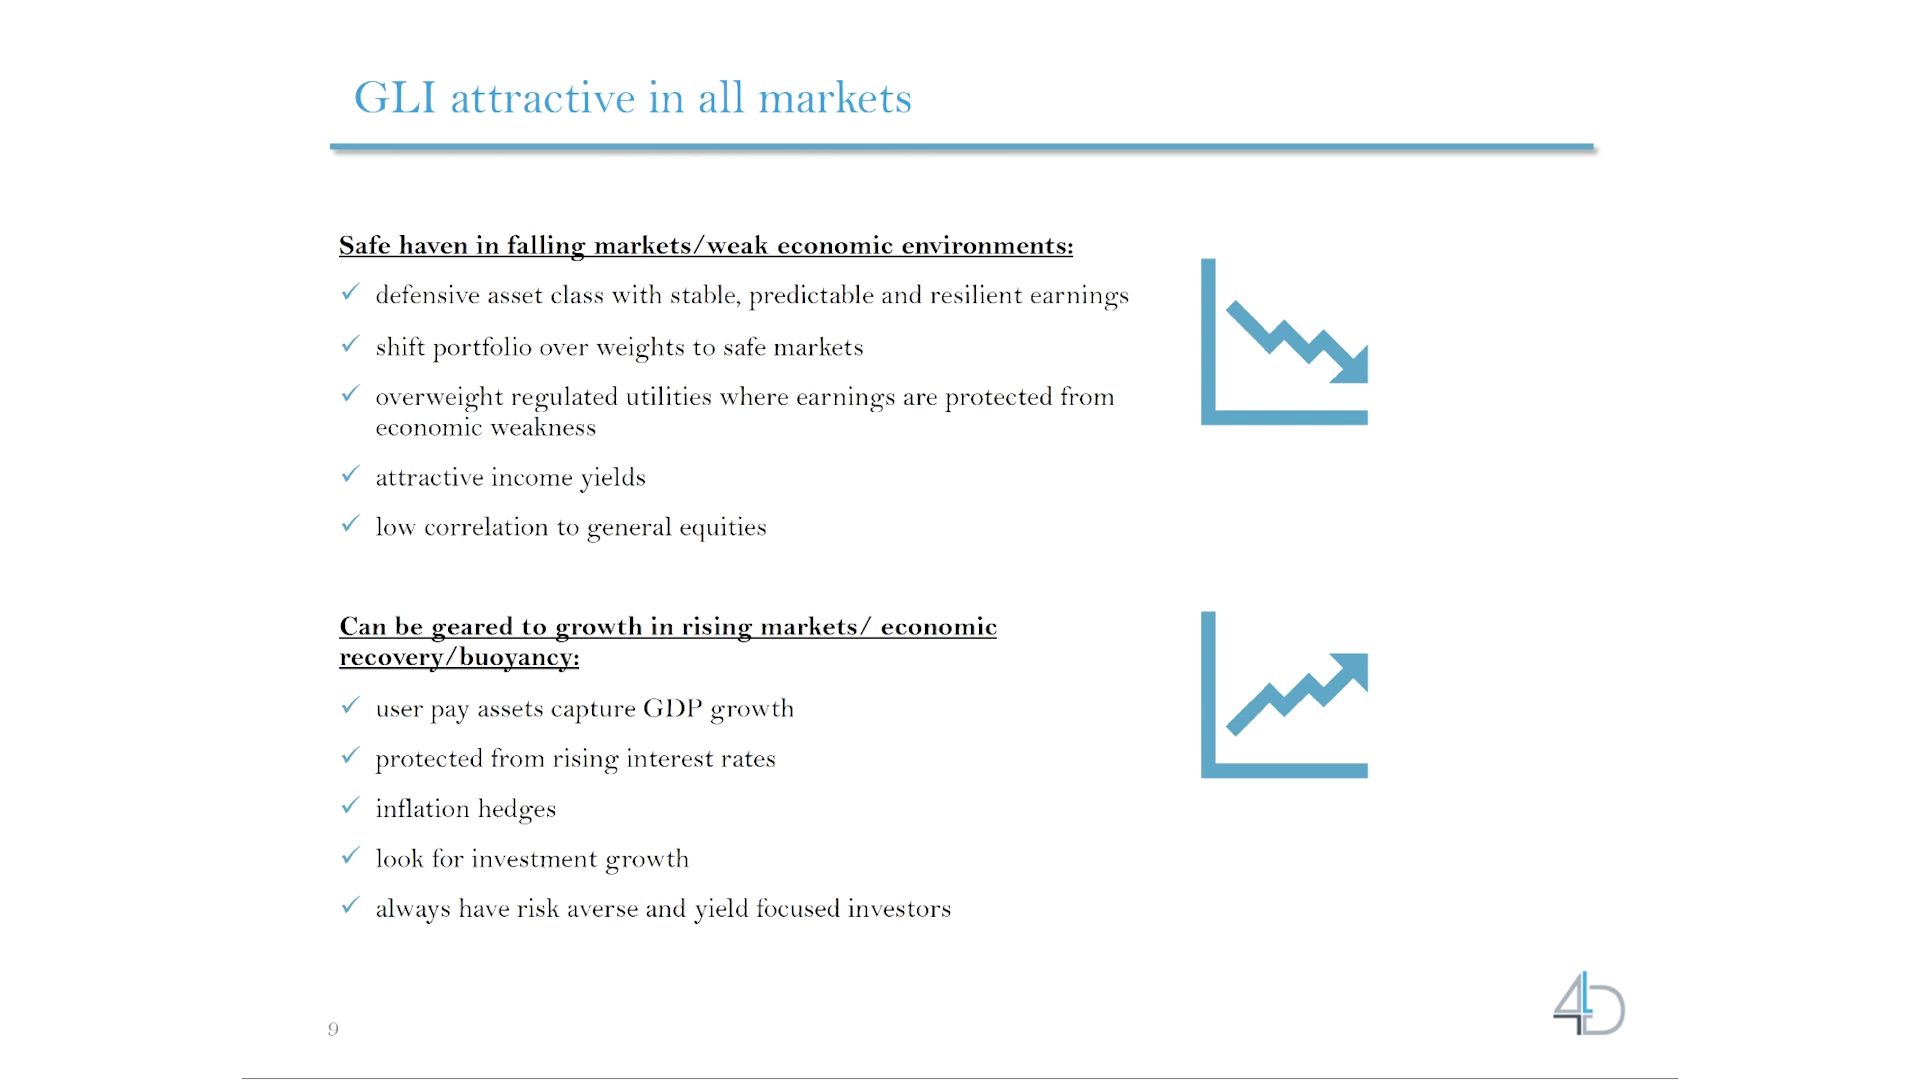 GLI attractive in all markets
Safe haven in falling markets/weak economic environments:
✓ defensive asset class with stable, predictable and resilient earnings
✓ shift portfolio over weights to safe markets
✓ overweight regulated utilities where earnings are protected from
economic weakness
✓ attractive income yields
✓ low correlation to general equities
Can be geared to growth in rising markets/ economic
recovery/buoyancy:
✓ user pay assets capture GDP growth
✓ protected from rising interest rates
✓ inflation hedges
✓ look for investment growth
✓ always have risk averse and yield focused investors
4D
9